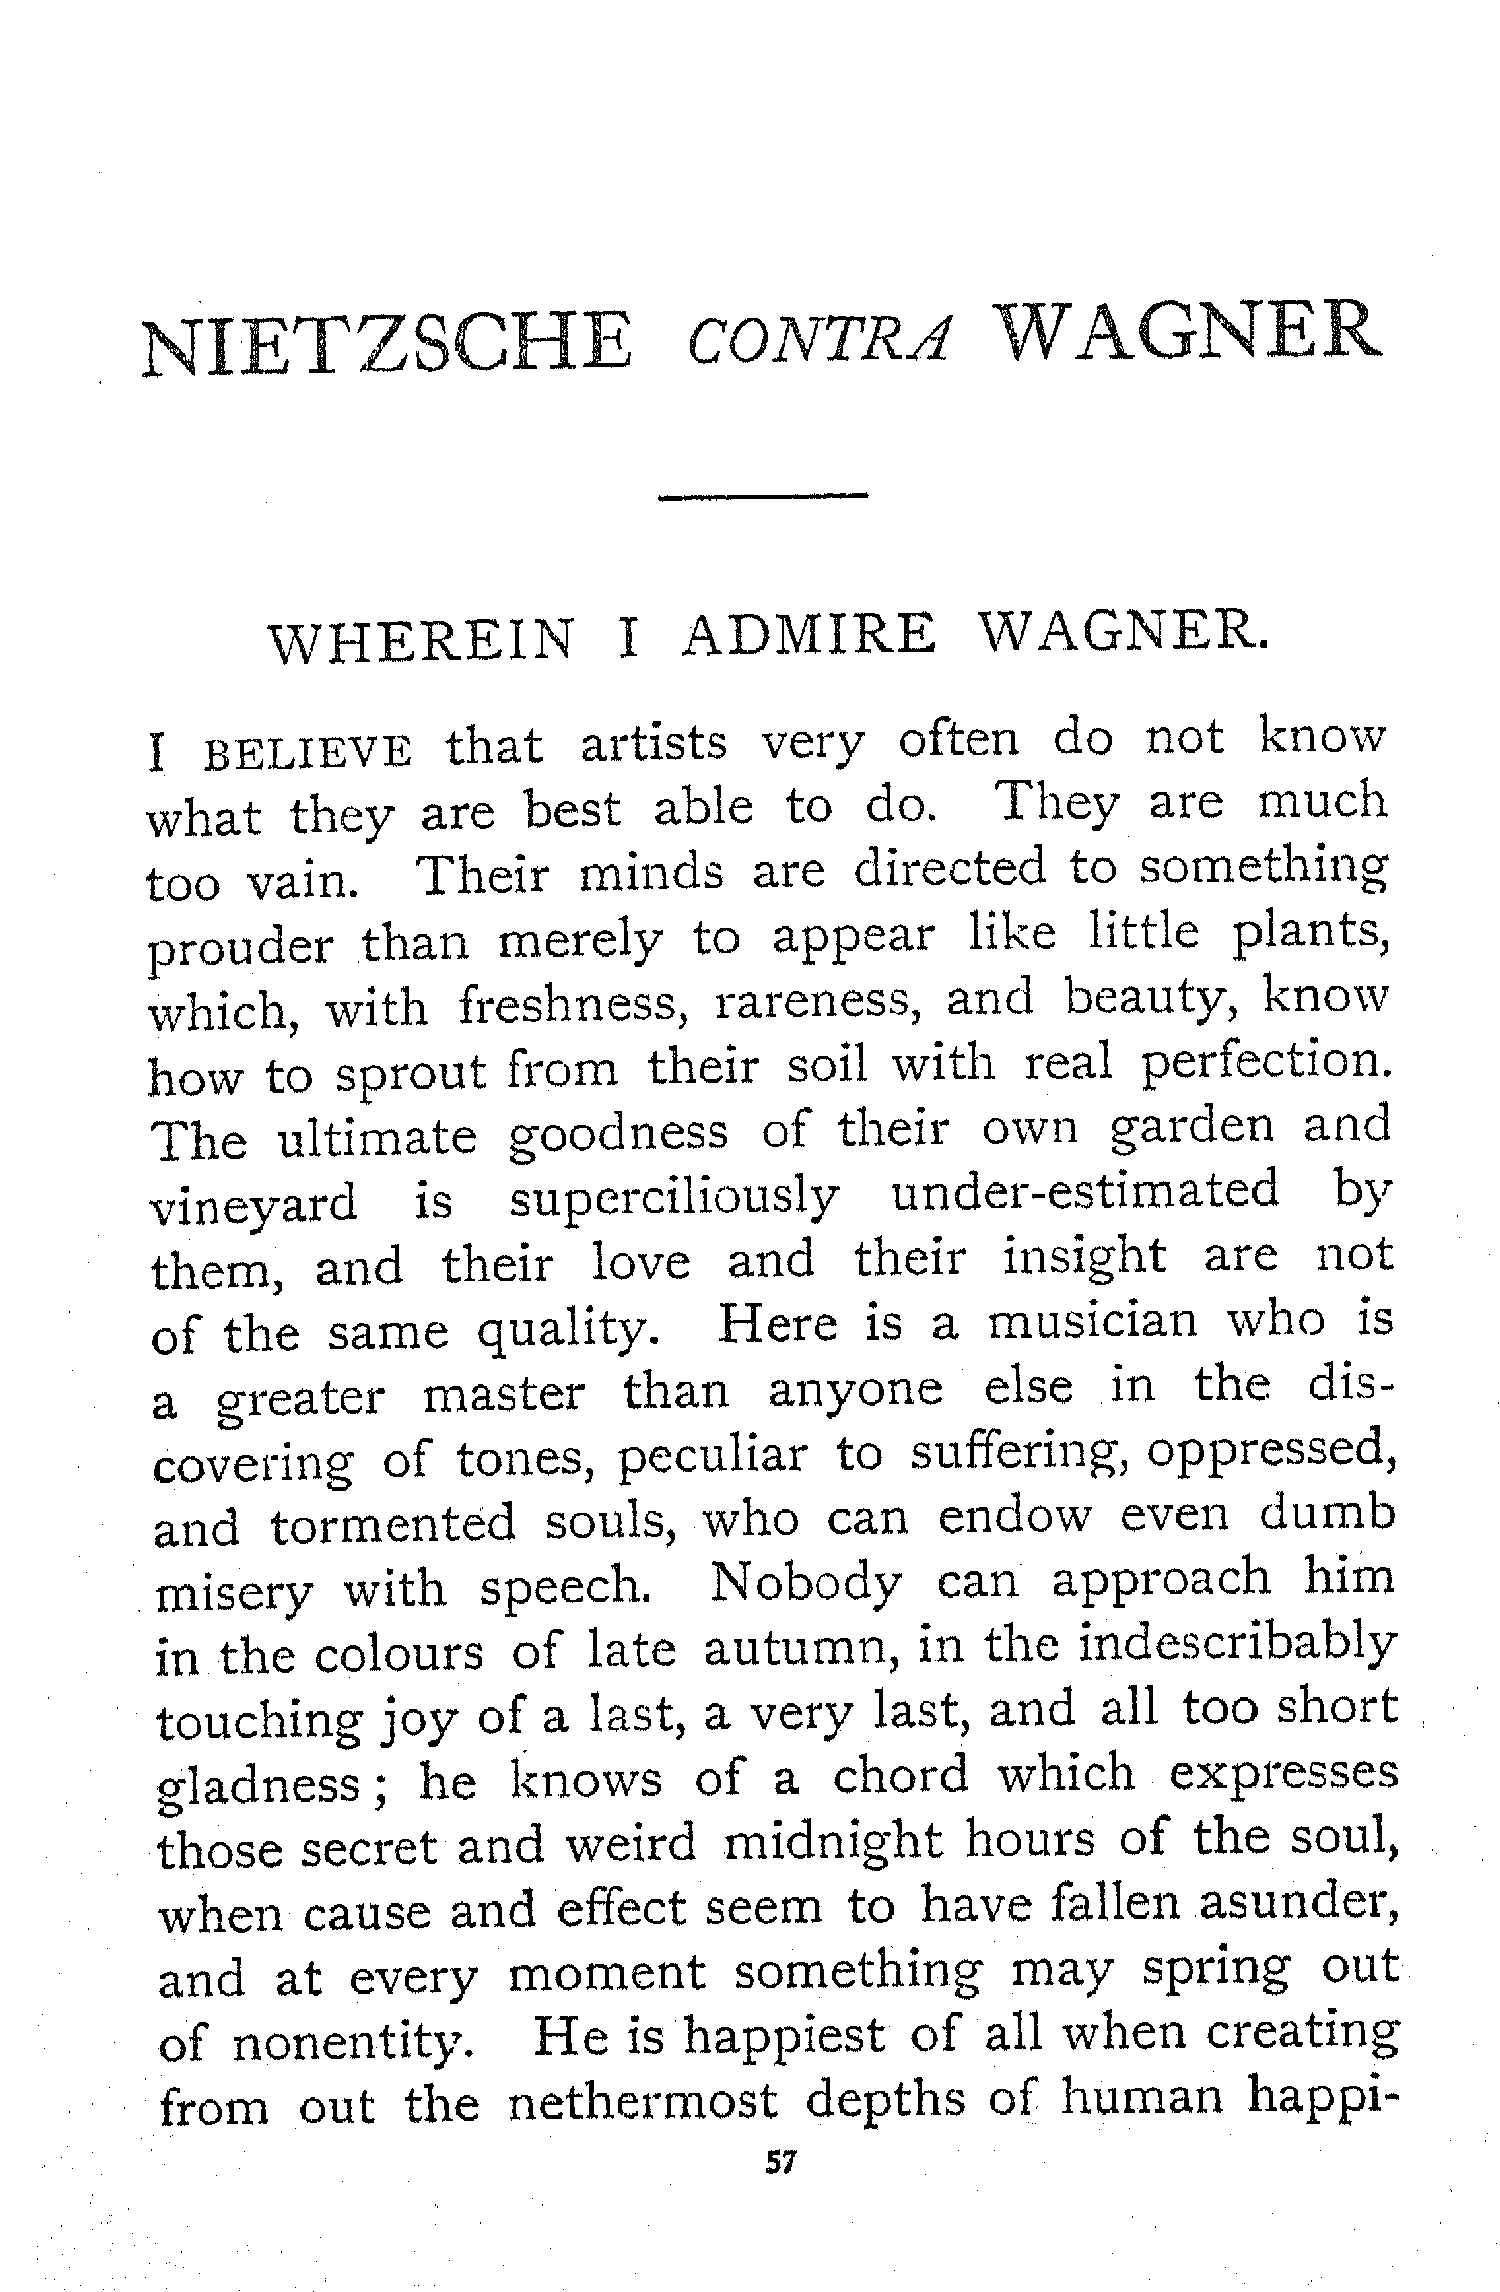 NIETZSCHE CONTRA WAGNER
WHEREIN I ADMIRE WAGNER.
I BELIEVE that artists very often do not know
what they are best able to do. They are much
too vain. Their minds are directed to something
prouder than merely to appear like little plants,
which, with freshness, rareness, and beauty, know
how to sprout from their soil with real perfection.
The ultimate goodness of their own garden and
vineyard is superciliously under-estimated by
them, and their love and their insight are not
of the same quality. Here is a musician who is
a greater master than anyone else in the dis-
covering of tones, peculiar to suffering, oppressed,
and tormented souls, who can endow even dumb
misery with speech. Nobody can approach him
in the colours of late autumn, in the indescribably
touching joy of a last, a very last, and all too short
gladness ; he knows of a chord which expresses
those secret and weird midnight hours of the soul,
when cause and effect seem to have fallen asunder,
and at every moment something may spring out
of nonentity. He is happiest of all when creating
from out the nethermost depths of human happi-
57